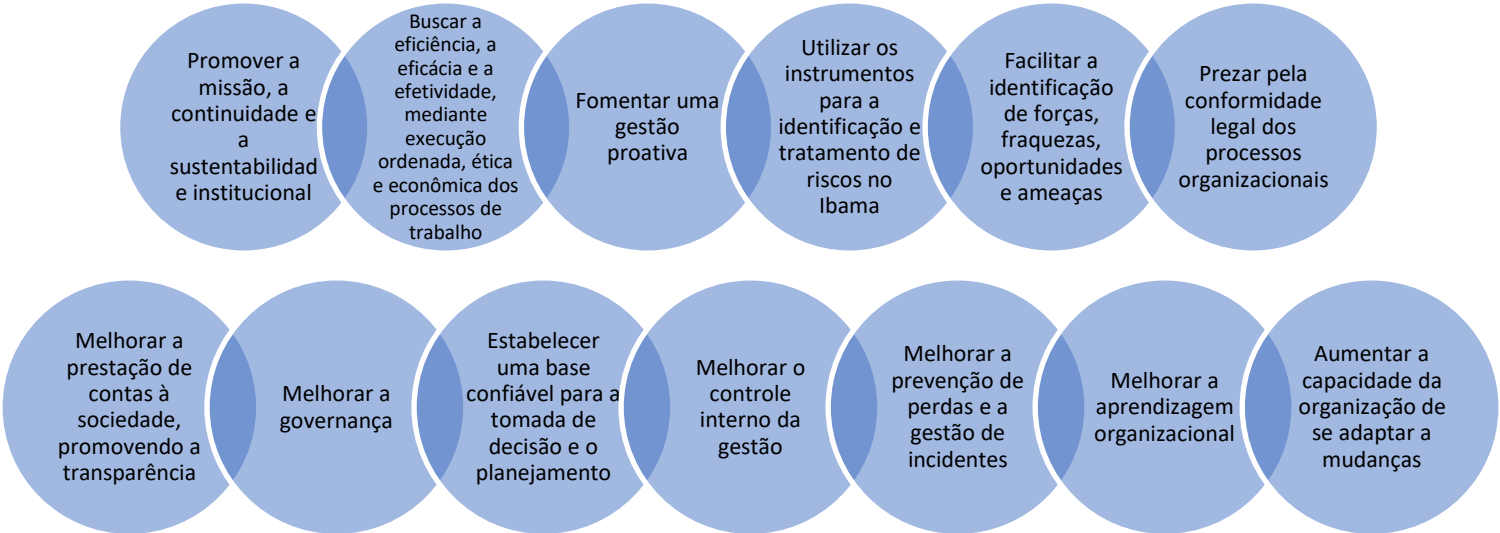 Promover a
missão, a
continuidade e
a
sustentabilidad
e institucional
Buscar a
eficiência, a
eficácia e a
efetividade,
mediante
execução
ordenada, ética
e econômica dos
processos de
trabalho
Fomentar uma
gestão
proativa
Utilizar os
instrumentos
para a
identificação e
tratamento de
riscos no
Ibama
Facilitar a
identificação
de forças,
fraquezas,
oportunidades
e ameaças
Prezar pela
conformidade
legal dos
processos
organizacionais
Melhorar a
prestação de
contas à
sociedade,
promovendo a
transparência
Melhorar a
governança
Estabelecer
uma base
confiável para a
tomada de
decisão e o
planejamento
Melhorar o
controle
interno da
gestão
Melhorar a
prevenção de
perdas e a
gestão de
incidentes
Melhorar a
aprendizagem
organizacional
Aumentar a
capacidade da
organização de
se adaptar a
mudanças